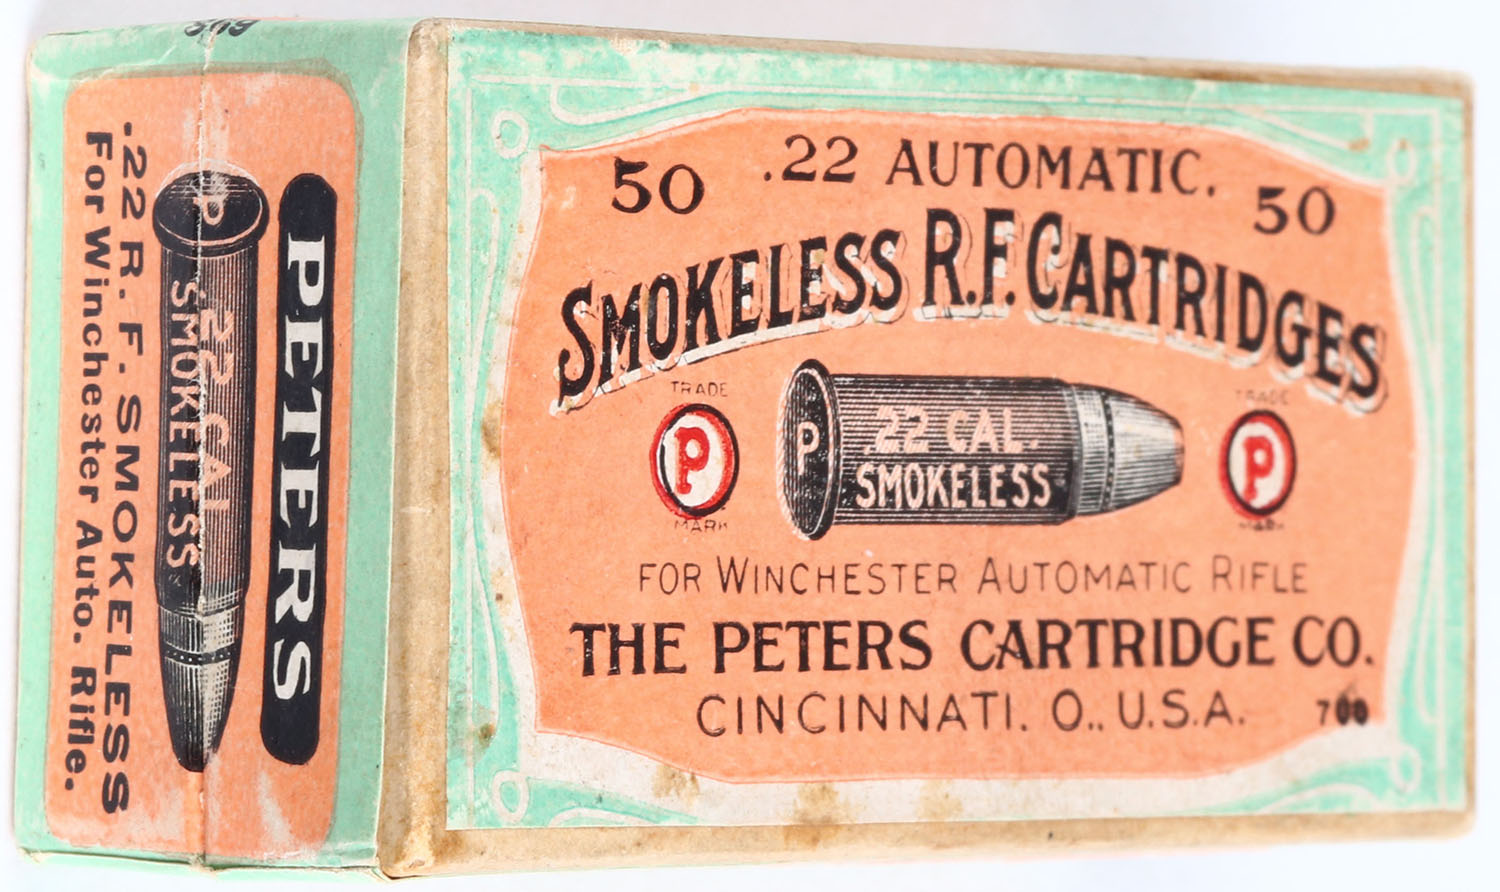 PETERS
P
.22 CAL
SMOKELESS
.22 R. F. SMOKELESS
For Winchester Auto. Rifle.
50 .22 AUTOMATIC. 50
SMOKELESS R.F. CARTRIDGES
TRADE TRADE
P P .22 CAL. P
SMOKELESS
MARK MARK
FOR WINCHESTER AUTOMATIC RIFLE
THE PETERS CARTRIDGE CO.
CINCINNATI. O., U.S.A.